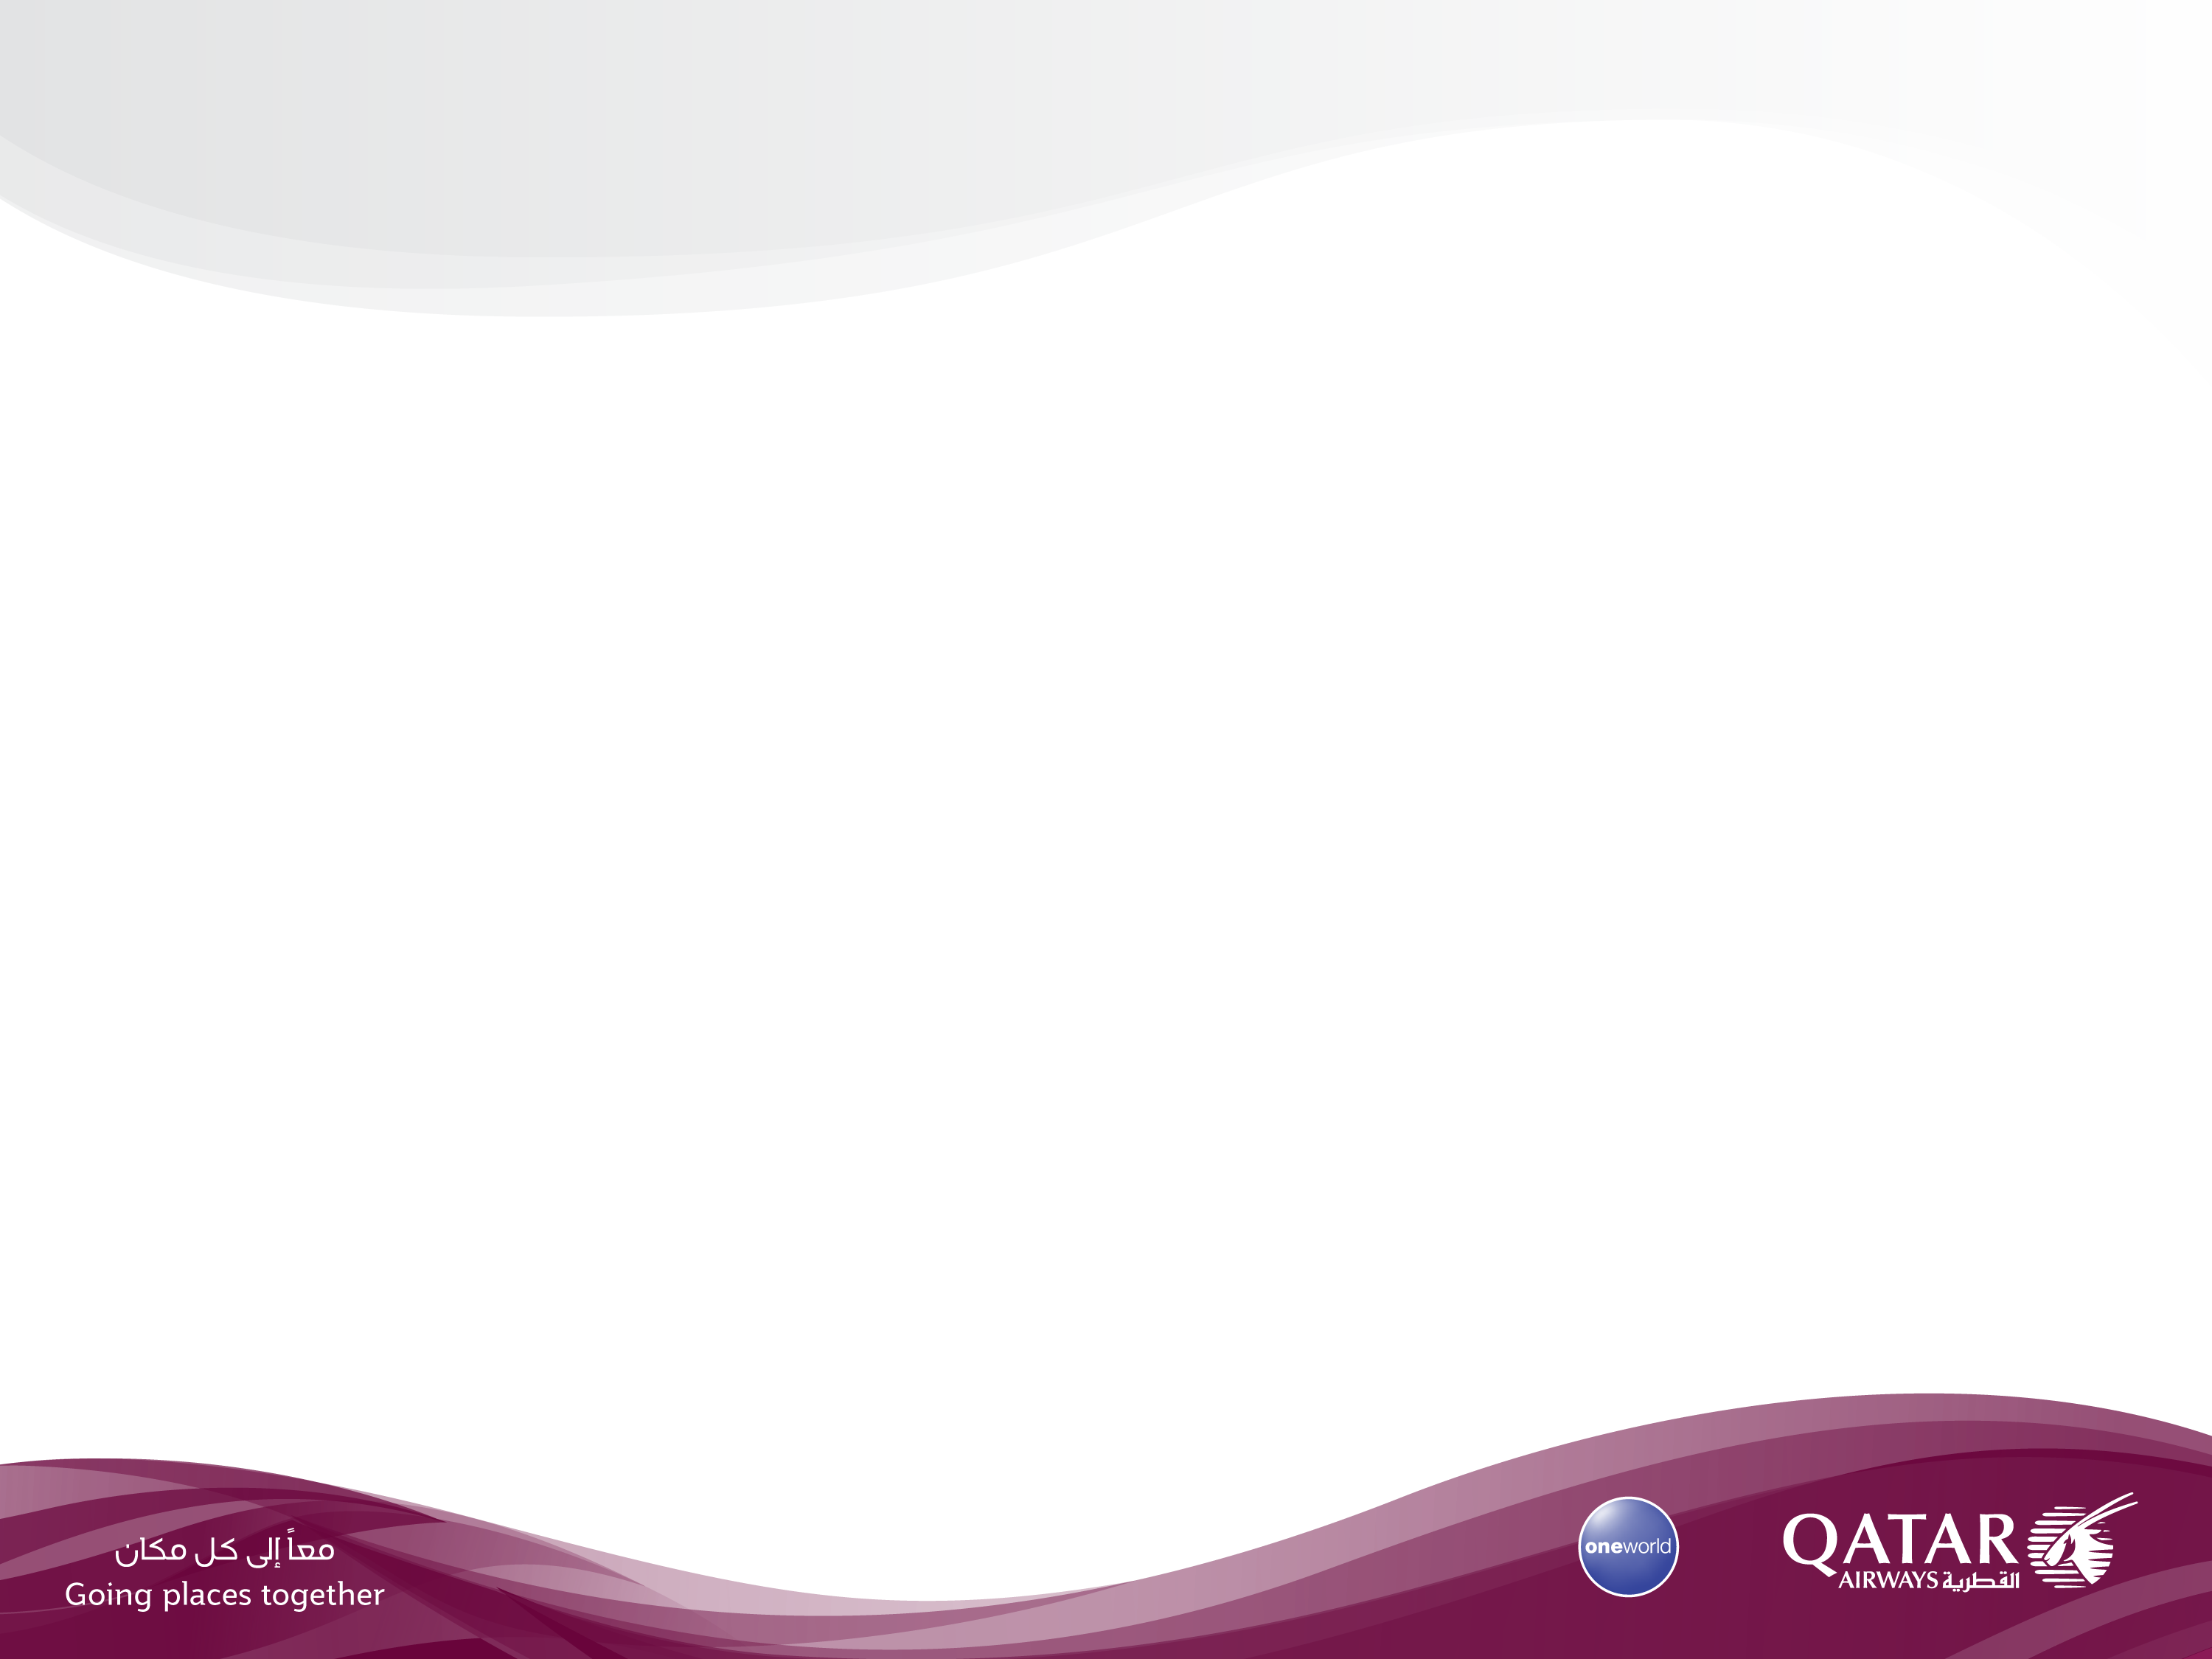 معاً إلى كل مكان
Going places together
oneworld
QATAR
AIRWAYS القطرية